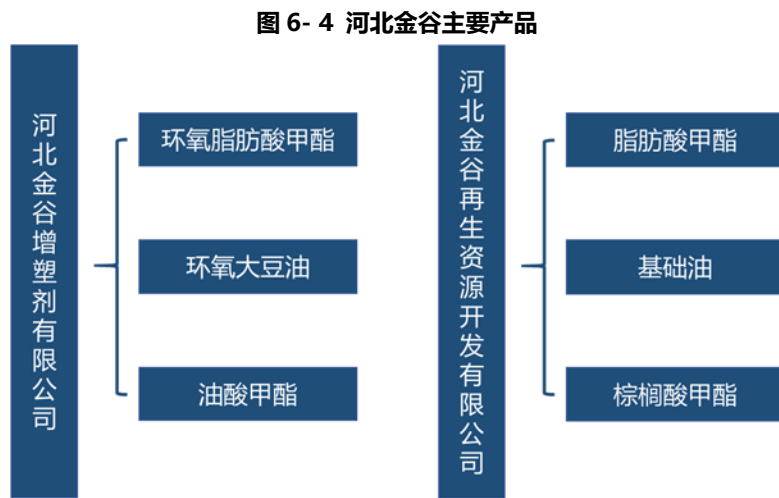 图 6- 4 河北金谷主要产品
河北金谷增塑剂有限公司
环氧脂肪酸甲酯
环氧大豆油
油酸甲酯
河北金谷再生资源开发有限公司
脂肪酸甲酯
基础油
棕榈酸甲酯